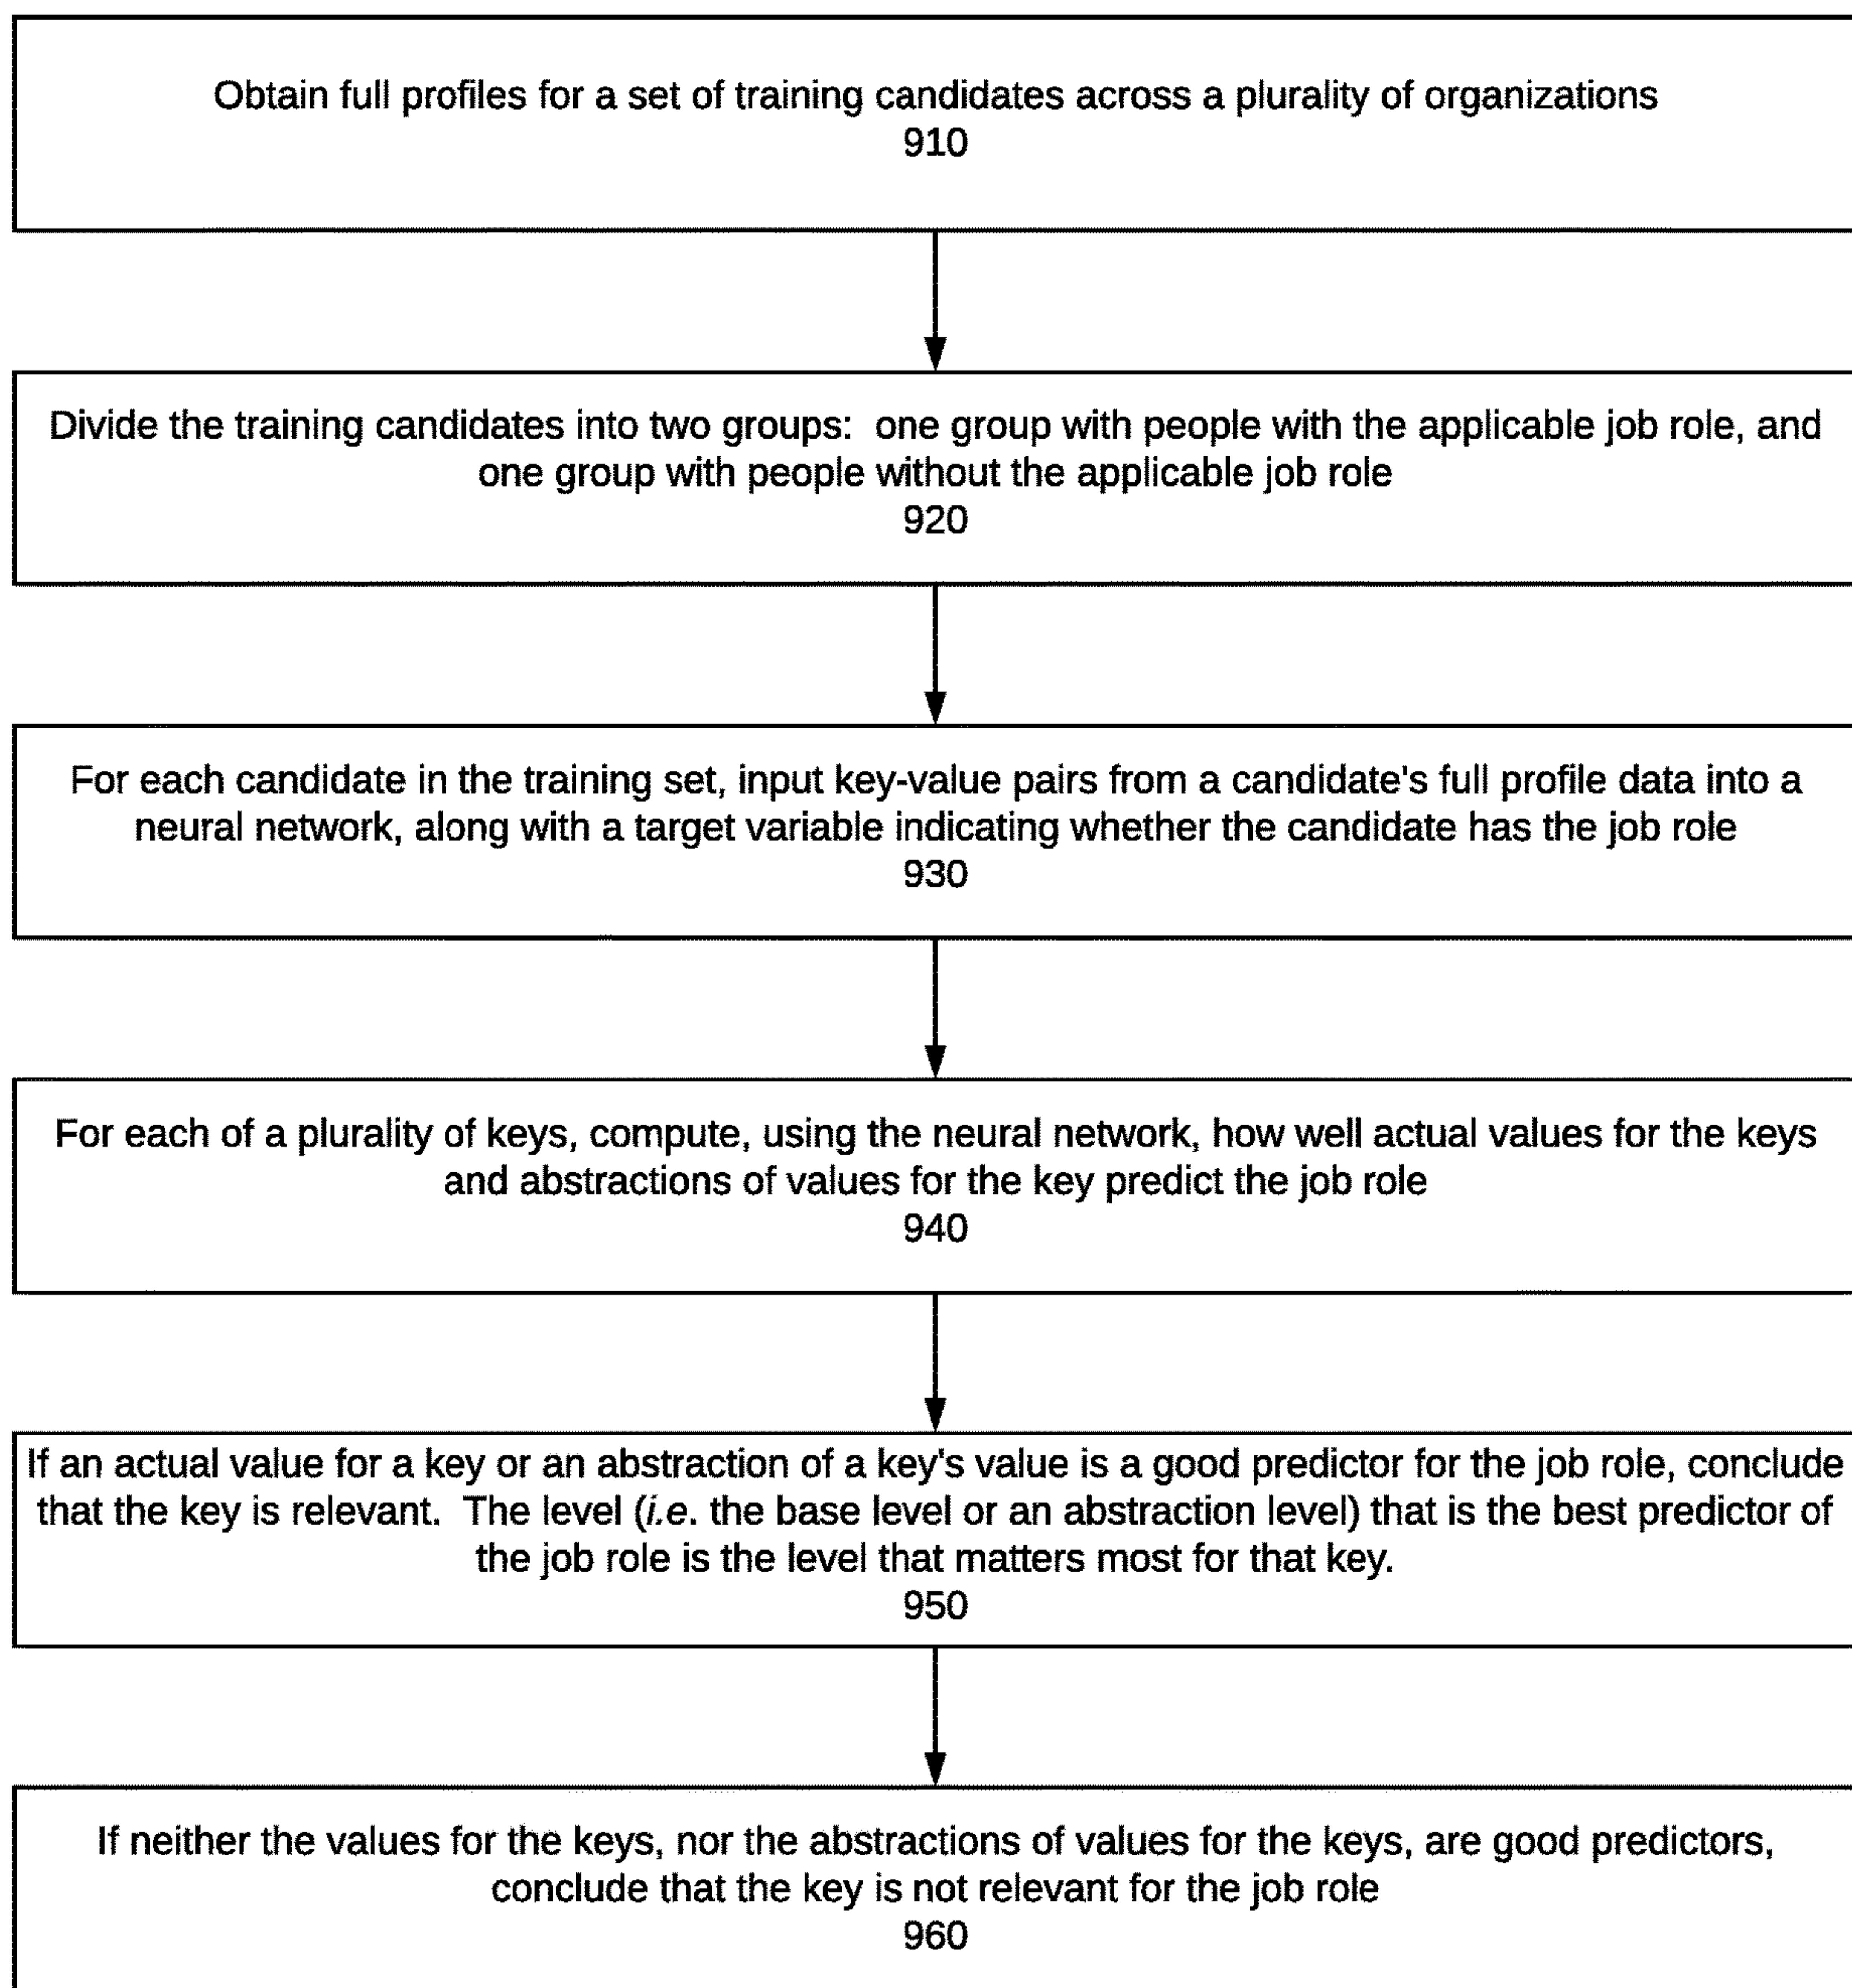 Obtain full profiles for a set of training candidates across a plurality of organizations
910
Divide the training candidates into two groups:  one group with people with the applicable job role, and
one group with people without the applicable job role
920
For each candidate in the training set, input key-value pairs from a candidate's full profile data into a
neural network, along with a target variable indicating whether the candidate has the job role
930
For each of a plurality of keys, compute, using the neural network, how well actual values for the keys
and abstractions of values for the key predict the job role
940
If an actual value for a key or an abstraction of a key's value is a good predictor for the job role, conclude
that the key is relevant.  The level (i.e. the base level or an abstraction level) that is the best predictor of
the job role is the level that matters most for that key.
950
If neither the values for the keys, nor the abstractions of values for the keys, are good predictors,
conclude that the key is not relevant for the job role
960